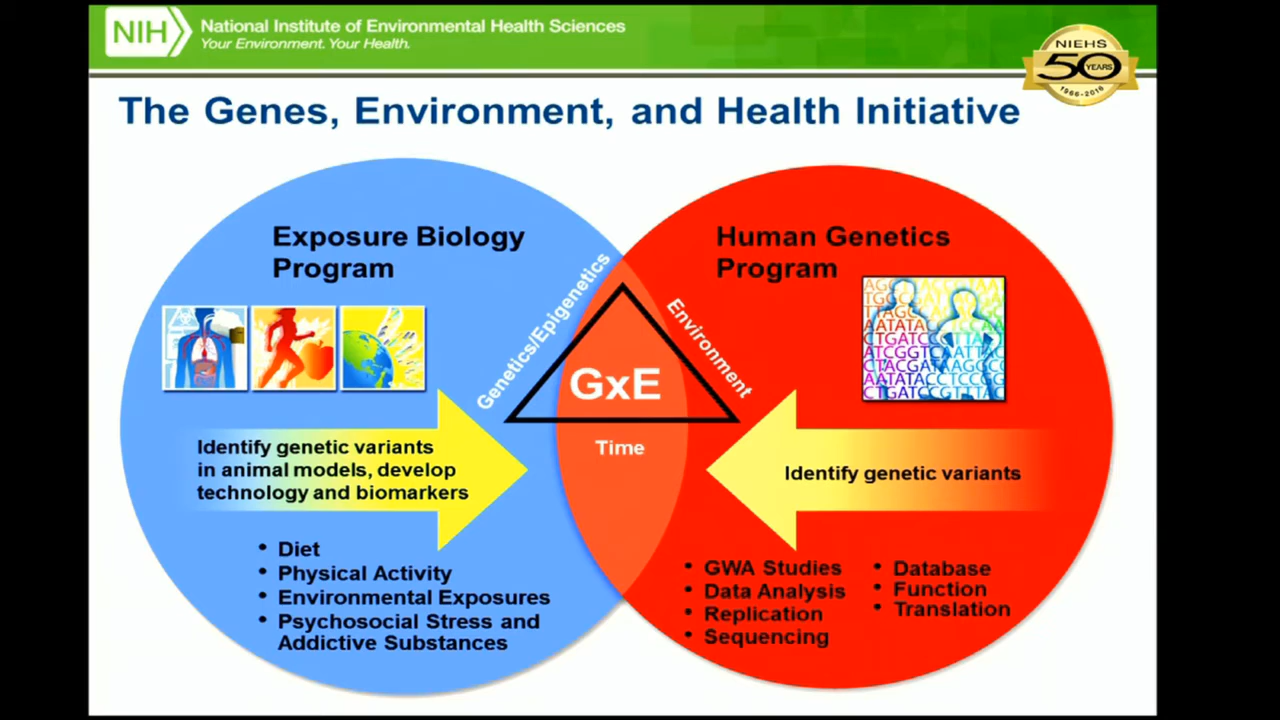 NIH
National Institute of Environmental Health Sciences
Your Environment. Your Health.
NIEHS
50
YEARS
1966-2016
The Genes, Environment, and Health Initiative
Exposure Biology
Program
Identify genetic variants
in animal models, develop
technology and biomarkers
• Diet
• Physical Activity
• Environmental Exposures
• Psychosocial Stress and
Addictive Substances
Genetics/Epigenetics
Environment
GxE
Time
Human Genetics
Program
Identify genetic variants
• GWA Studies
• Data Analysis
• Replication
• Sequencing
• Database
• Function
• Translation